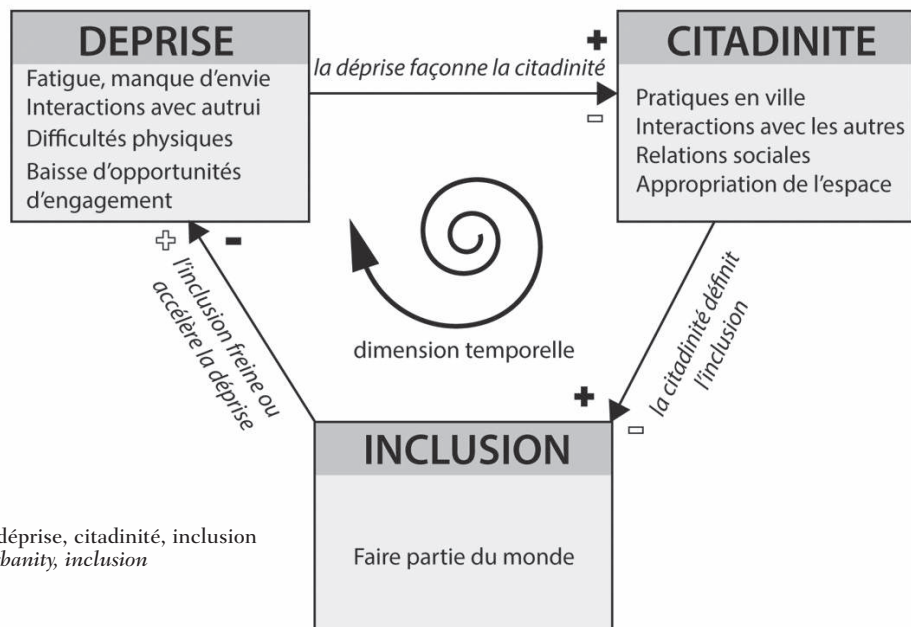 DEPRISE
Fatigue, manque d'envie
Interactions avec autrui
Difficultés physiques
Baisse d'opportunités
d'engagement
la déprise façonne la citadinité
CITADINITE
Pratiques en ville
Interactions avec les autres
Relations sociales
Appropriation de l'espace
l'inclusion freine ou
accélère la déprise
dimension temporelle
la citadinité définit
l'inclusion
INCLUSION
Faire partie du monde
déprise, citadinité, inclusion
inclusion